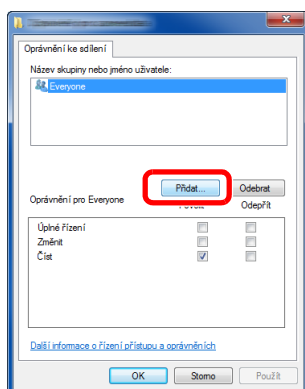 Oprávnění ke sdílení
Název skupiny nebo jméno uživatele:
Everyone
Přidat... Odebrat
Oprávnění pro Everyone Odepřít
Úplné řízení
Změnit
Číst
Další informace o řízení přístupu a oprávněních
OK Storno Použít